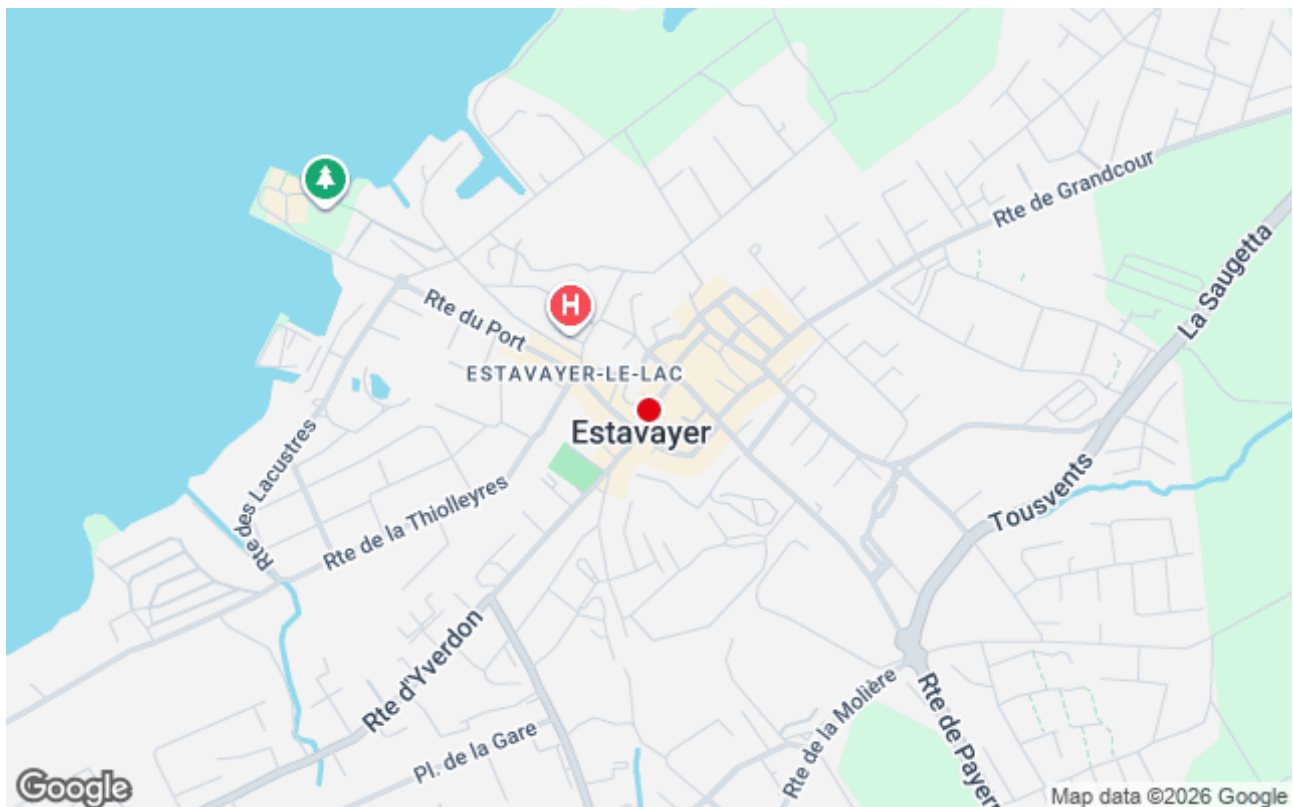 Rte de Grandcour
La Saugetta
Rte du Port
H
ESTAVAYER-LE-LAC
Estavayer
Rte des Lacustres
Rte de la Thiolleyres
Tousvents
Rte d'Yverdon
Rte de la Molière
Rte de Payern
Pl. de la Gare
Google
Map data ©2026 Google